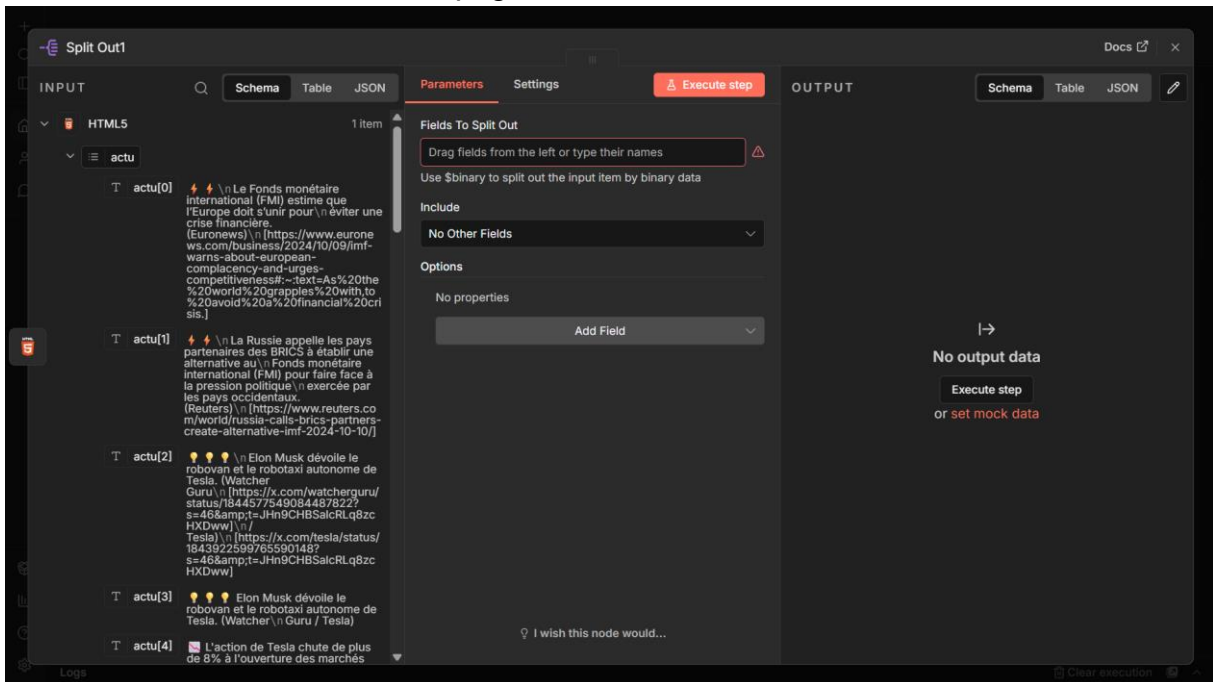 Split Out1
Docs
INPUT
Schema Table JSON
HTML5
1 item
actu
actu[0]
⚡ ⚡ \n Le Fonds monétaire
international (FMI) estime que
l'Europe doit s'unir pour\n éviter une
crise financière.
(Euronews)\n [https://www.eurone
ws.com/business/2024/10/09/imf-
warns-about-european-
complacency-and-urges-
competitiveness#:~:text=As%20the
%20world%20grapples%20with,to
%20avoid%20a%20financial%20cri
sis.]
actu[1]
⚡ ⚡ \n La Russie appelle les pays
partenaires des BRICS à établir une
alternative au\n Fonds monétaire
international (FMI) pour faire face à
la pression politique\n exercée par
les pays occidentaux.
(Reuters)\n [https://www.reuters.co
m/world/russia-calls-brics-partners-
create-alternative-imf-2024-10-10/]
actu[2]
💡 💡 💡 \n Elon Musk dévoile le
robovan et le robotaxi autonome de
Tesla. (Watcher
Guru\n [https://x.com/watcherguru/
status/1844577549084487822?
s=46&amp;t=JHn9CHBSalcRLq8zc
HXDww]\n /
Tesla)\n [https://x.com/tesla/status/
1843922599765590148?
s=46&amp;t=JHn9CHBSalcRLq8zc
HXDww]
actu[3]
💡 💡 💡 Elon Musk dévoile le
robovan et le robotaxi autonome de
Tesla. (Watcher\n Guru / Tesla)
actu[4]
📉 L'action de Tesla chute de plus
de 8% à l'ouverture des marchés
Parameters Settings
Execute step
Fields To Split Out
Drag fields from the left or type their names
Use $binary to split out the input item by binary data
Include
No Other Fields
Options
No properties
Add Field
I wish this node would...
OUTPUT
Schema Table JSON
No output data
Execute step
or set mock data
Logs
Clear execution